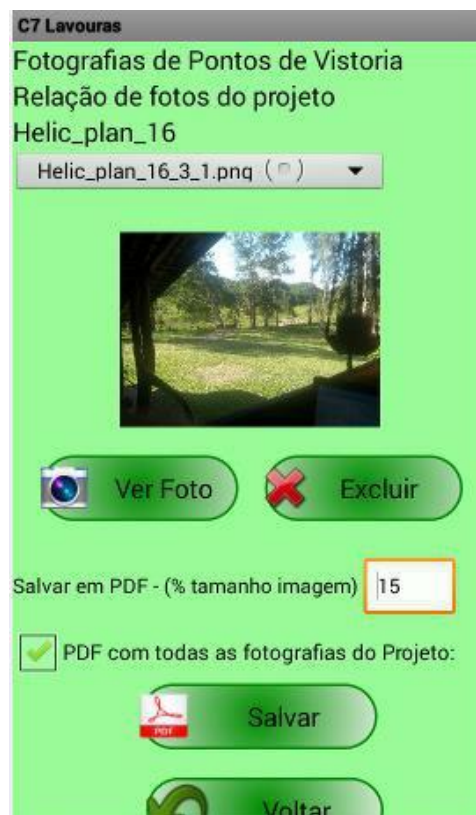 C7 Lavouras
Fotografias de Pontos de Vistoria
Relação de fotos do projeto
Helic_plan_16
Helic_plan_16_3_1.png
Ver Foto
Excluir
Salvar em PDF - (% tamanho imagem) 15
PDF com todas as fotografias do Projeto:
PDF
Salvar
Voltar